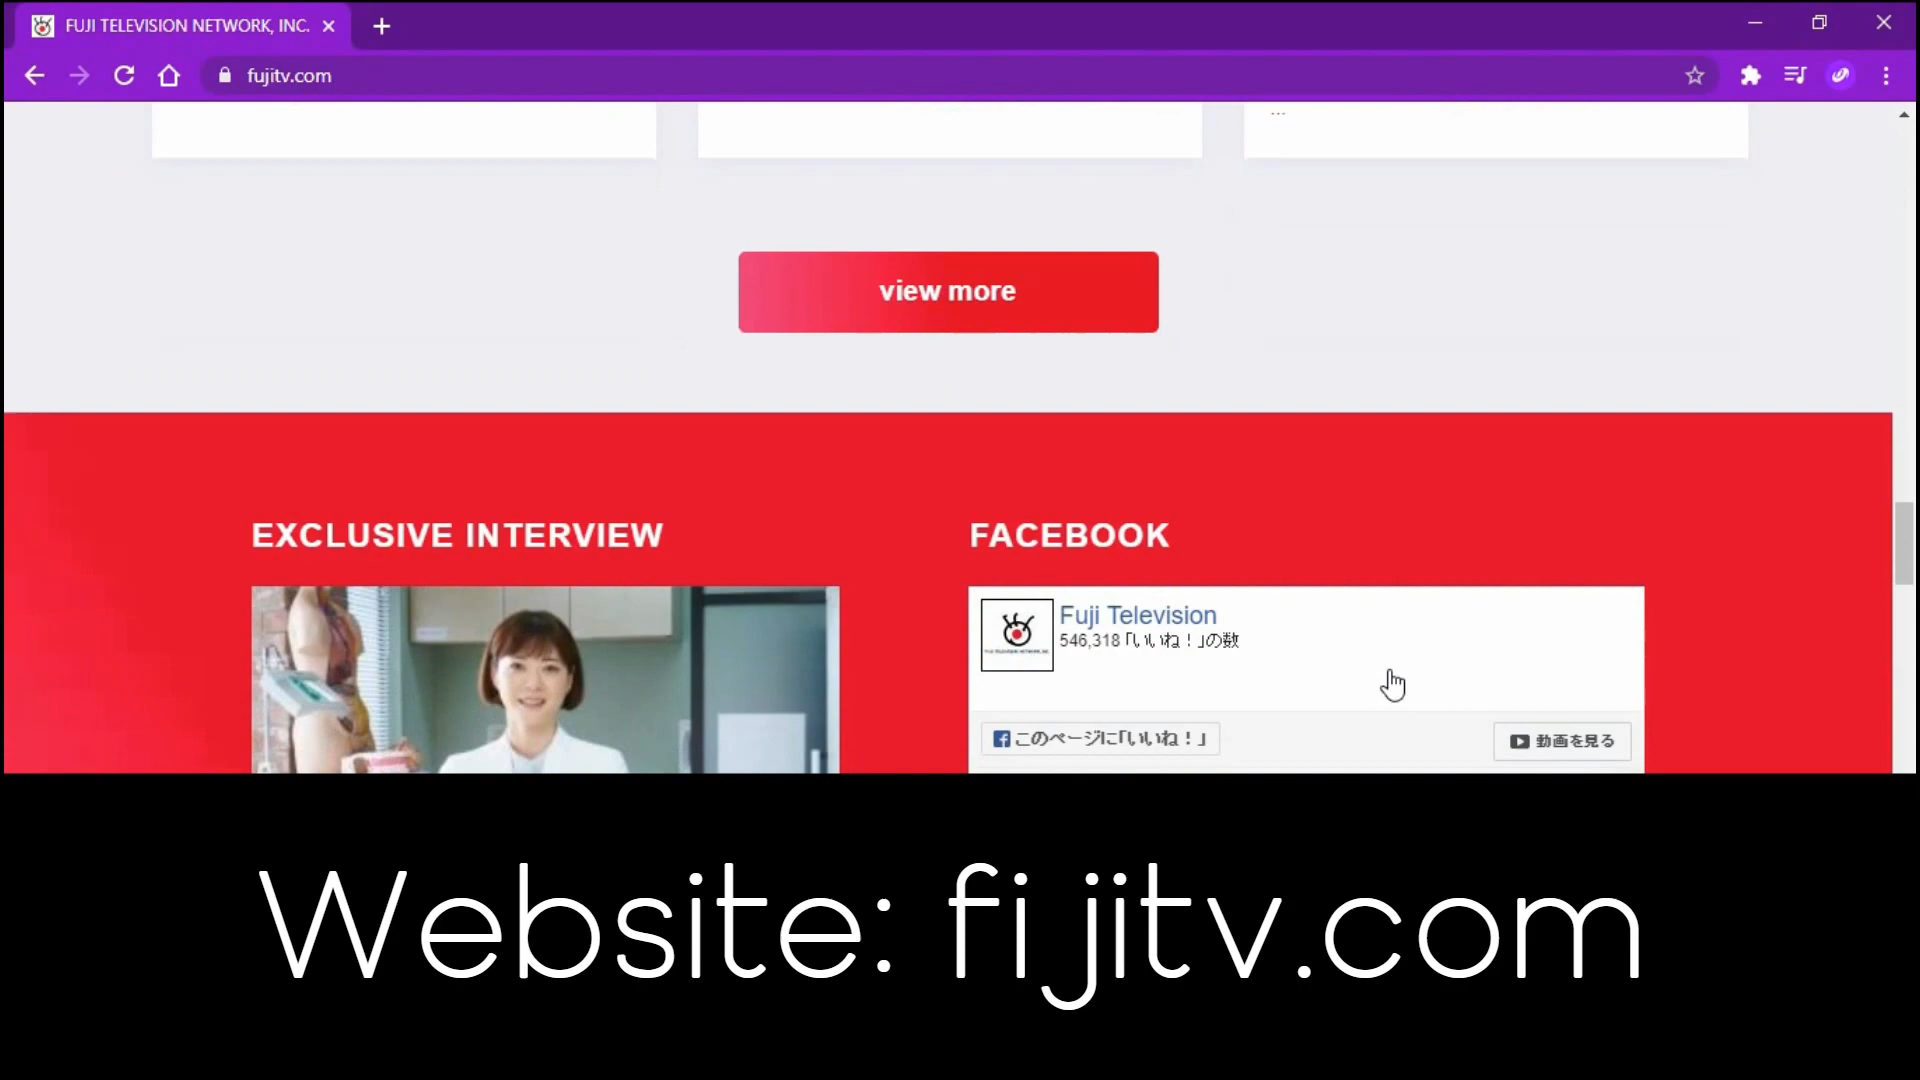 FUJI TELEVISION NETWORK, INC.
fujitv.com
...
view more
EXCLUSIVE INTERVIEW
FACEBOOK
Fuji Television
546,318「いいね！」の数
このページに「いいね！」
動画を見る
Website: fijitv.com